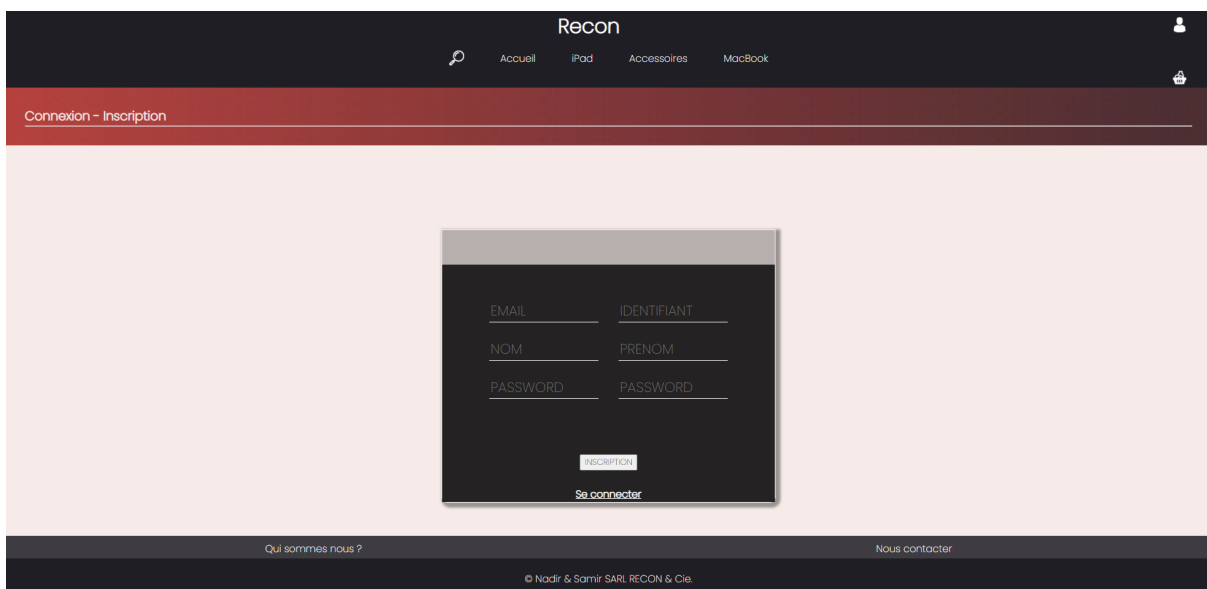 Recon
Accueil iPad Accessoires MacBook
Connexion - Inscription
EMAIL IDENTIFIANT
NOM PRENOM
PASSWORD PASSWORD
INSCRIPTION
Se connecter
Qui sommes nous ? Nous contacter
© Nadir & Samir SARL RECON & Cie.